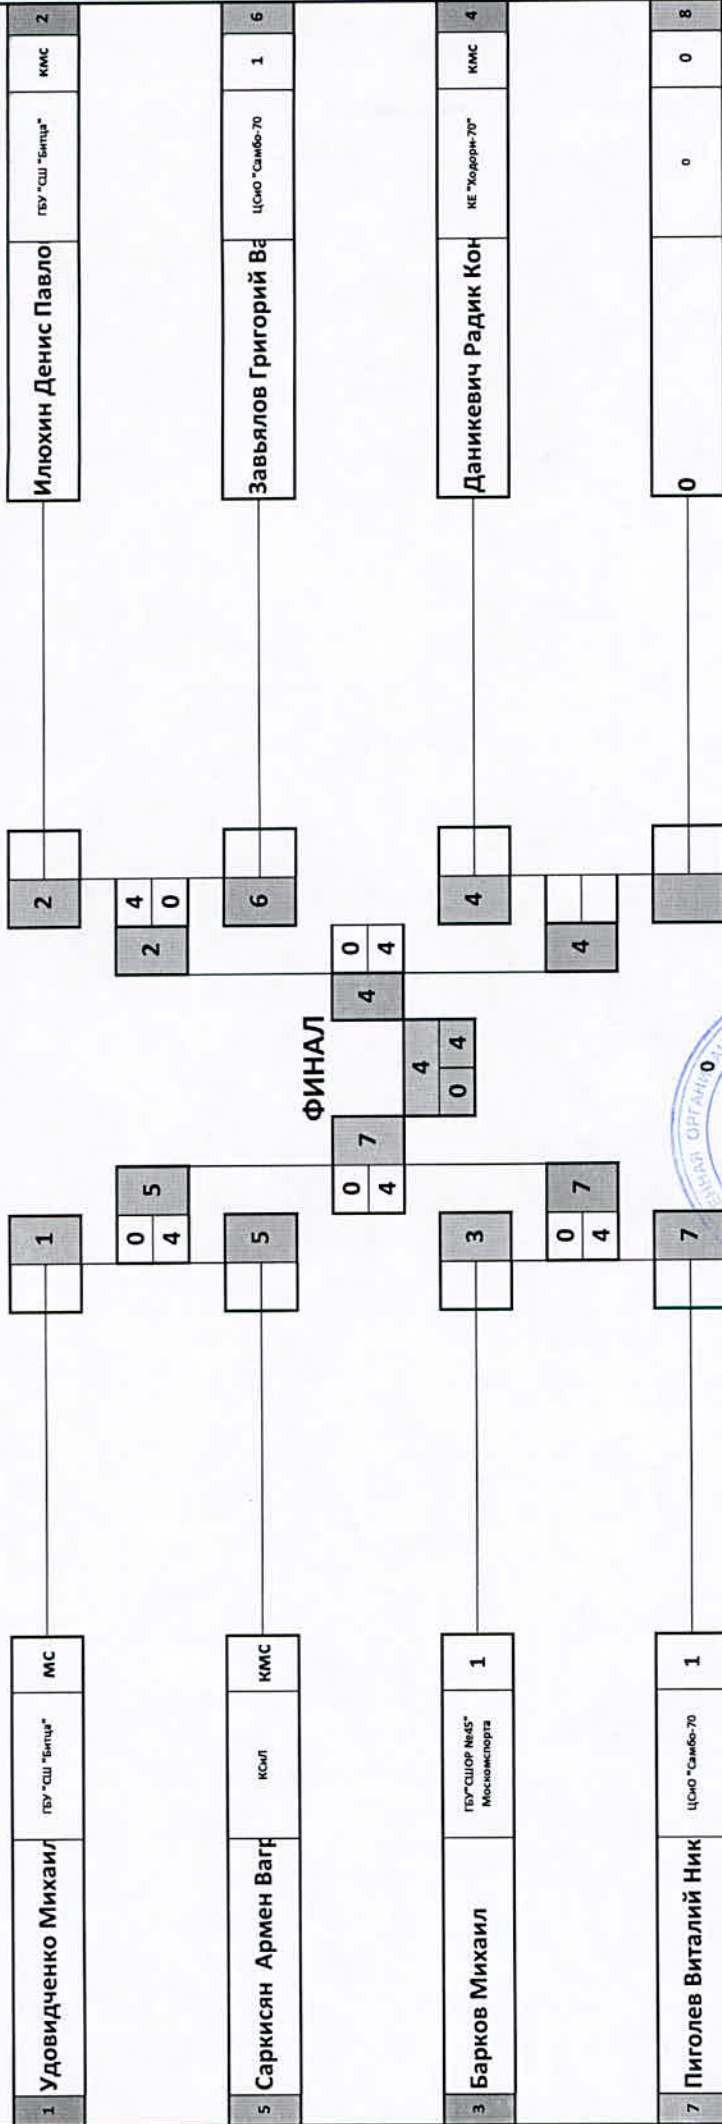 1 Удовидченко Михаил ГБУ "СШ "Битца" МС
1
0
4
5
5 Саркисян Армен Вагр КСиЛ КМС
5
3 Барков Михаил ГБУ"СШОР №45" Москомспорта 1
3
0
4
7
7 Пиголев Виталий Ник ЦСиО "Самбо-70 1
7
ФИНАЛ
0
4
7
4
0 4
4
0
4
2
Илюхин Денис Павло ГБУ "СШ "Битца" КМС 2
2
4
0
6
Завьялов Григорий Ва ЦСиО "Самбо-70 1 6
4
Даникевич Радик Кон КЕ "Ходори-70" КМС 4
4
0 0 0 8
0
ОРГАНИ